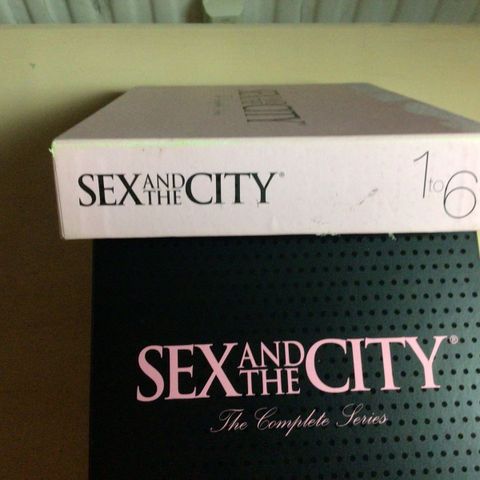 SEX AND THE CITY®
1 to 6
SEX AND THE CITY®
The Complete Series